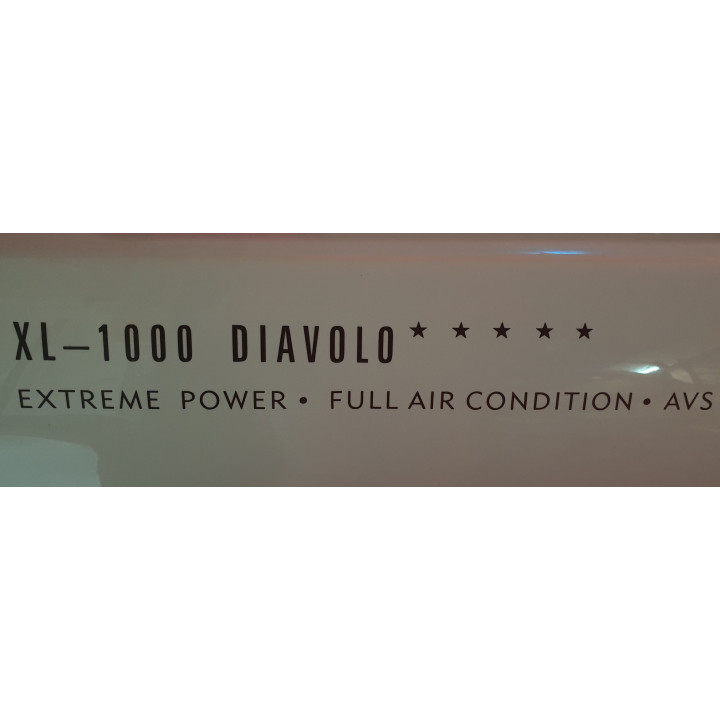 XL–1000 DIAVOLO ★ ★ ★ ★ ★
EXTREME POWER • FULL AIR CONDITION • AVS